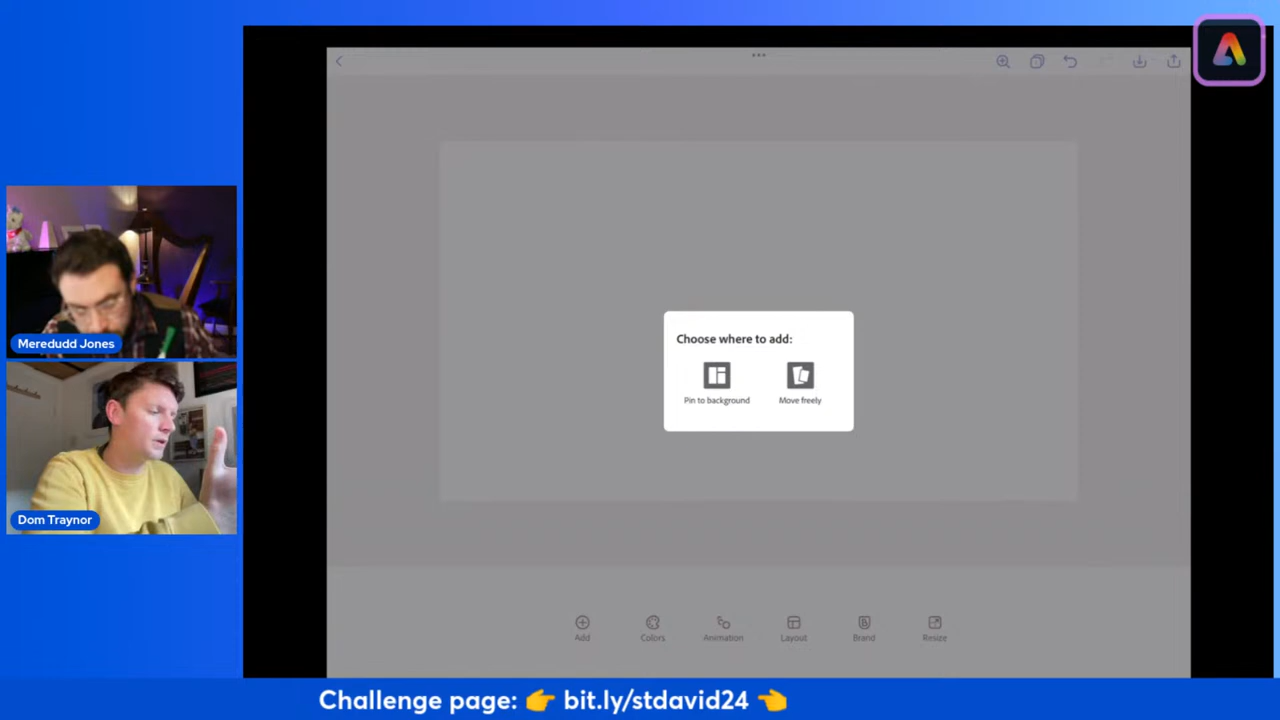 Choose where to add:
Pin to background
Move freely
Meredudd Jones
Dom Traynor
Add
Colors
Animation
Layout
Brand
Resize
Challenge page: 👉 bit.ly/stdavid24 👈